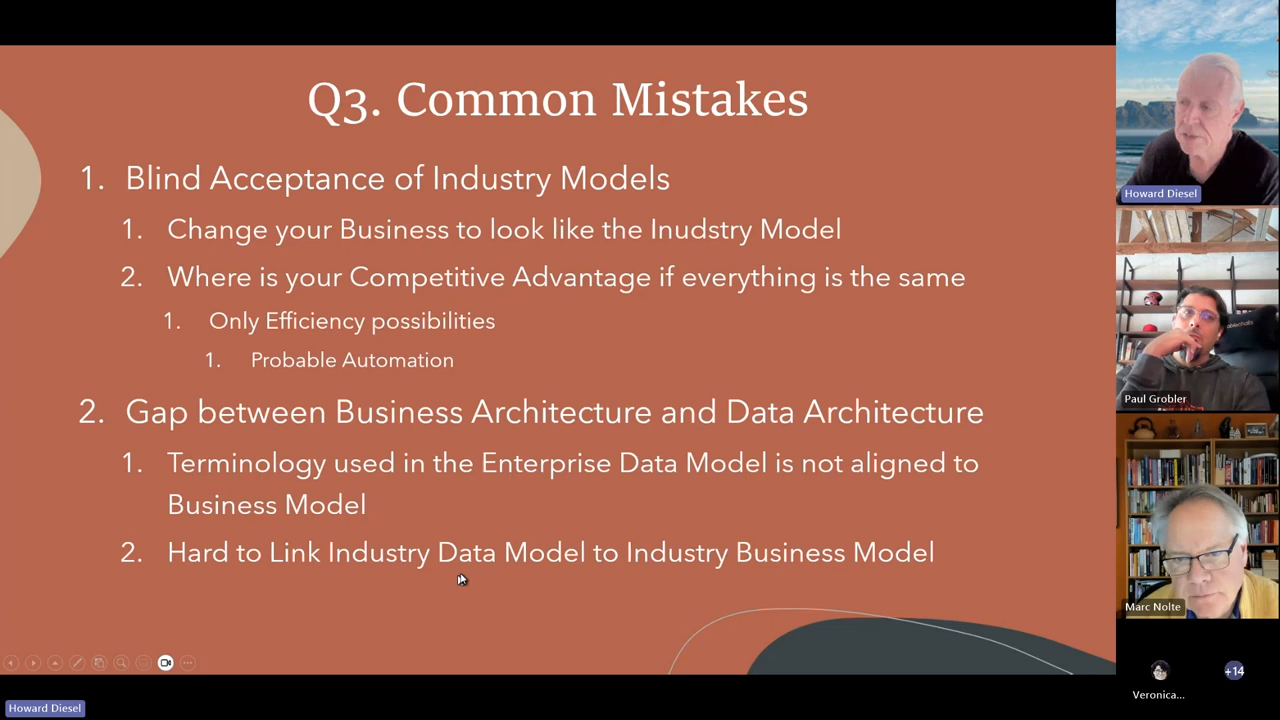 Q3. Common Mistakes
1. Blind Acceptance of Industry Models
1. Change your Business to look like the Inudstry Model
2. Where is your Competitive Advantage if everything is the same
1. Only Efficiency possibilities
1. Probable Automation
2. Gap between Business Architecture and Data Architecture
1. Terminology used in the Enterprise Data Model is not aligned to
Business Model
2. Hard to Link Industry Data Model to Industry Business Model
Howard Diesel
Howard Diesel
Paul Grobler
Marc Nolte
Veronica...
+14